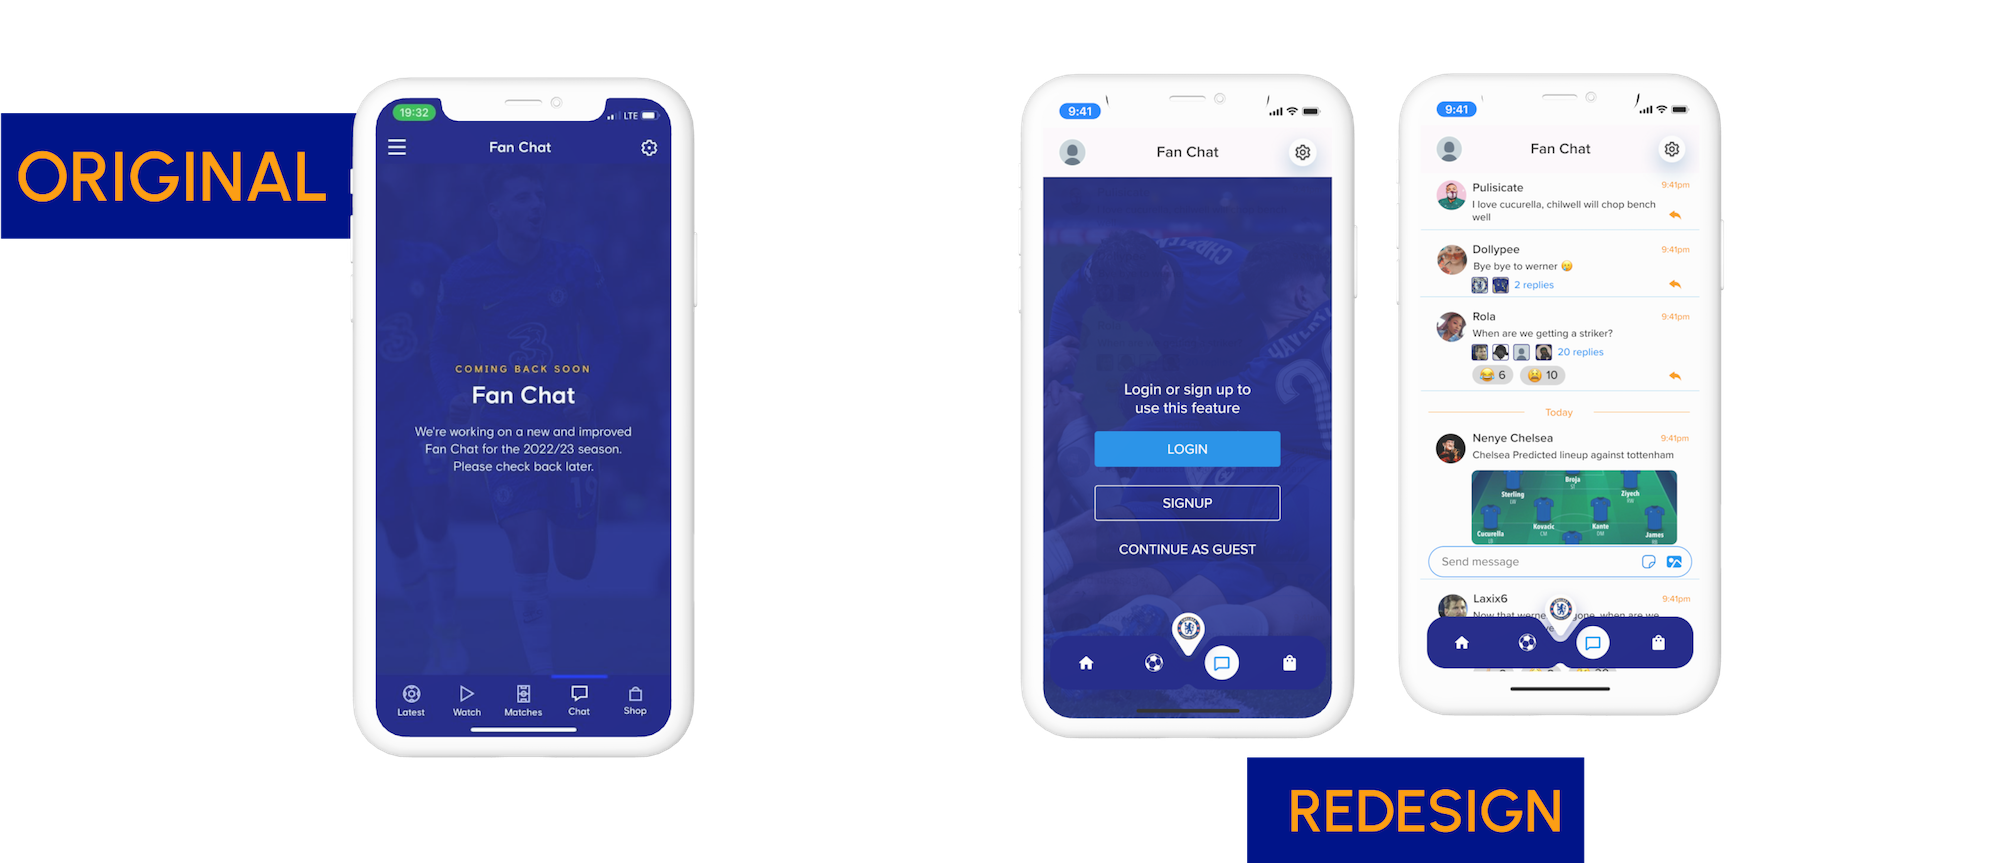 ORIGINAL
19:32
LTE
Fan Chat
COMING BACK SOON
Fan Chat
We're working on a new and improved
Fan Chat for the 2022/23 season.
Please check back later.
19
Latest
Watch
Matches
Chat
Shop
9:41
Fan Chat
HAVERTZ
Login or sign up to
use this feature
LOGIN
SIGNUP
CONTINUE AS GUEST
9:41
Fan Chat
Pulisicate
9:41pm
I love cucurella, chilwell will chop bench
well
Dollypee
9:41pm
Bye bye to werner 😥
2 replies
Rola
9:41pm
When are we getting a striker?
20 replies
😂 6
😢 10
Today
Nenye Chelsea
9:41pm
Chelsea Predicted lineup against tottenham
Broja
ST
Sterling
Ziyech
Kovacic
CM
Kante
Cucurella
James
Send message
Laxix6
9:41pm
Now that werne gone, when are we
REDESIGN